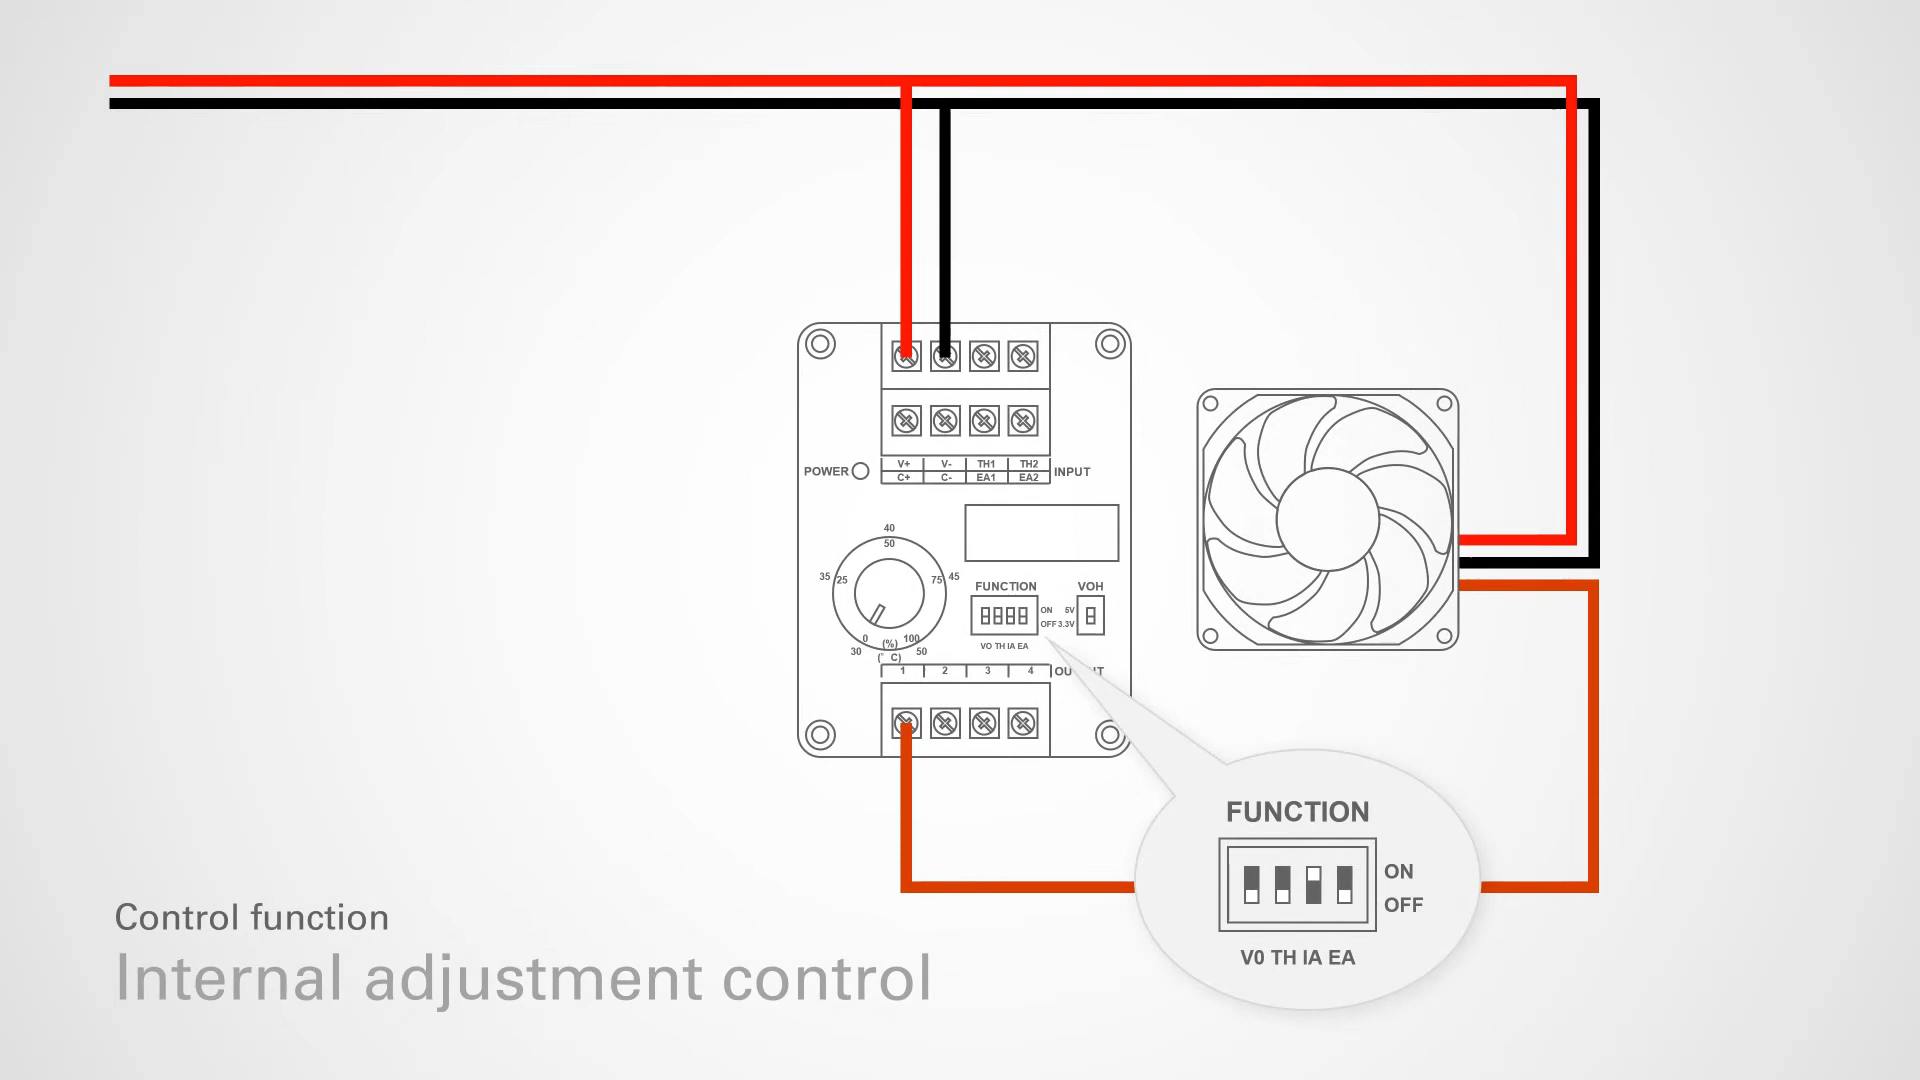 POWER
V+ V- TH1 TH2
C+ C- EA1 EA2
INPUT
40
50
35 25 75 45
0 (%) 100
30 (° C) 50
FUNCTION
ON
OFF
V0 TH IA EA
VOH
5V
3.3V
1 2 3 4
FUNCTION
ON
OFF
V0 TH IA EA
Control function
Internal adjustment control